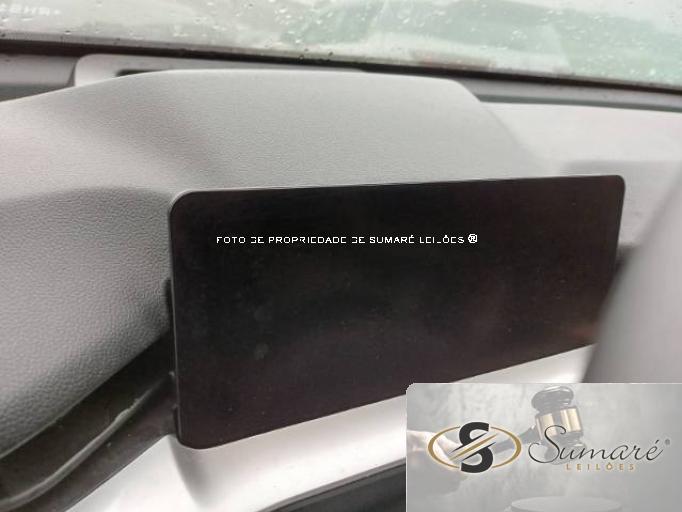 FOTO DE PROPRIEDADE DE SUMARÉ LEILÕES ®
S Sumaré®
LEILÕES